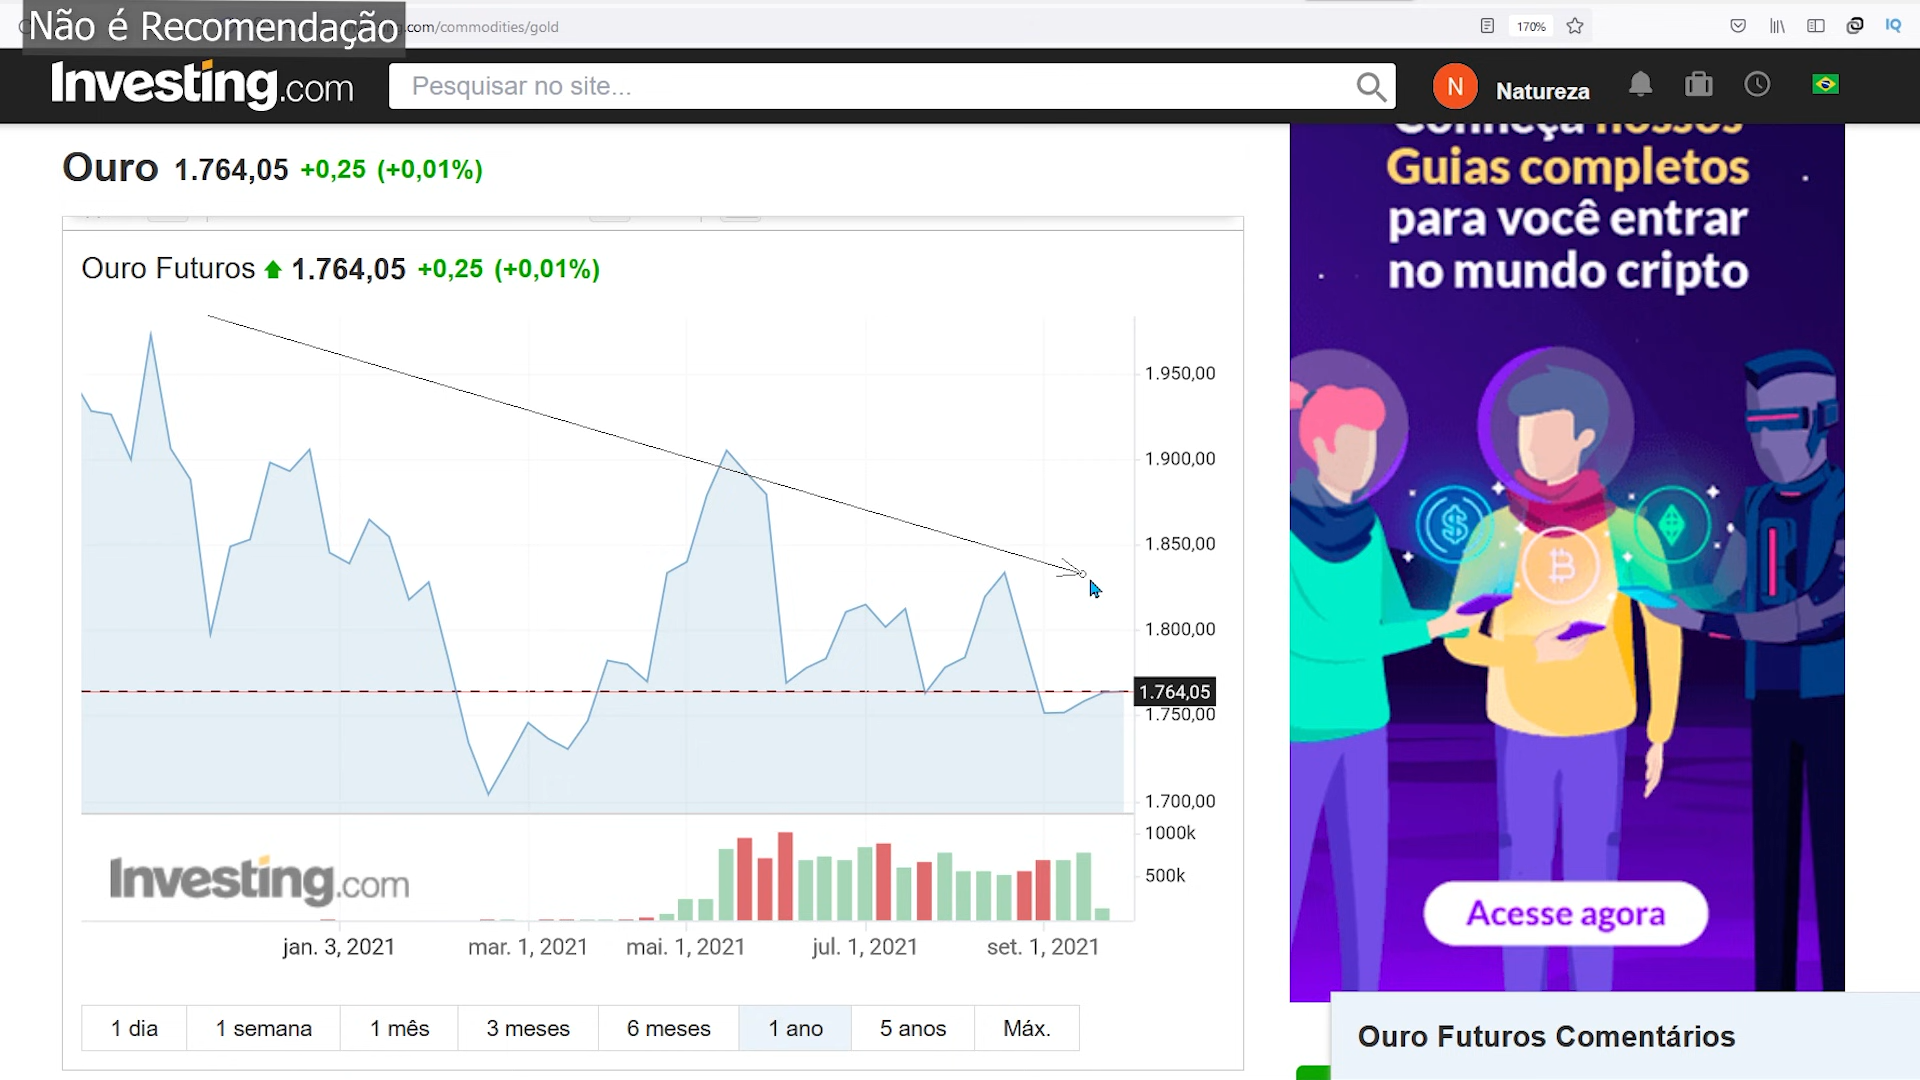 Não é Recomendação
.com/commodities/gold
170%
IQ
Investing.com
Pesquisar no site...
N
Natureza
Ouro 1.764,05 +0,25 (+0,01%)
Ouro Futuros 1.764,05 +0,25 (+0,01%)
1.950,00
1.900,00
1.850,00
1.800,00
1.764,05
1.750,00
1.700,00
1000k
500k
Investing.com
jan. 3, 2021 mar. 1, 2021 mai. 1, 2021 jul. 1, 2021 set. 1, 2021
1 dia 1 semana 1 mês 3 meses 6 meses 1 ano 5 anos Máx.
Conheça nossos
Guias completos
para você entrar
no mundo cripto
Acesse agora
Ouro Futuros Comentários